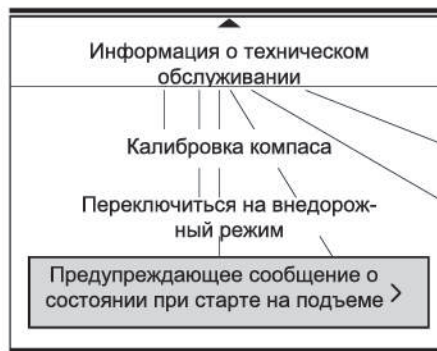 Информация о техническом
обслуживании
Калибровка компаса
Переключиться на внедорож-
ный режим
Предупреждающее сообщение о
состоянии при старте на подъеме >